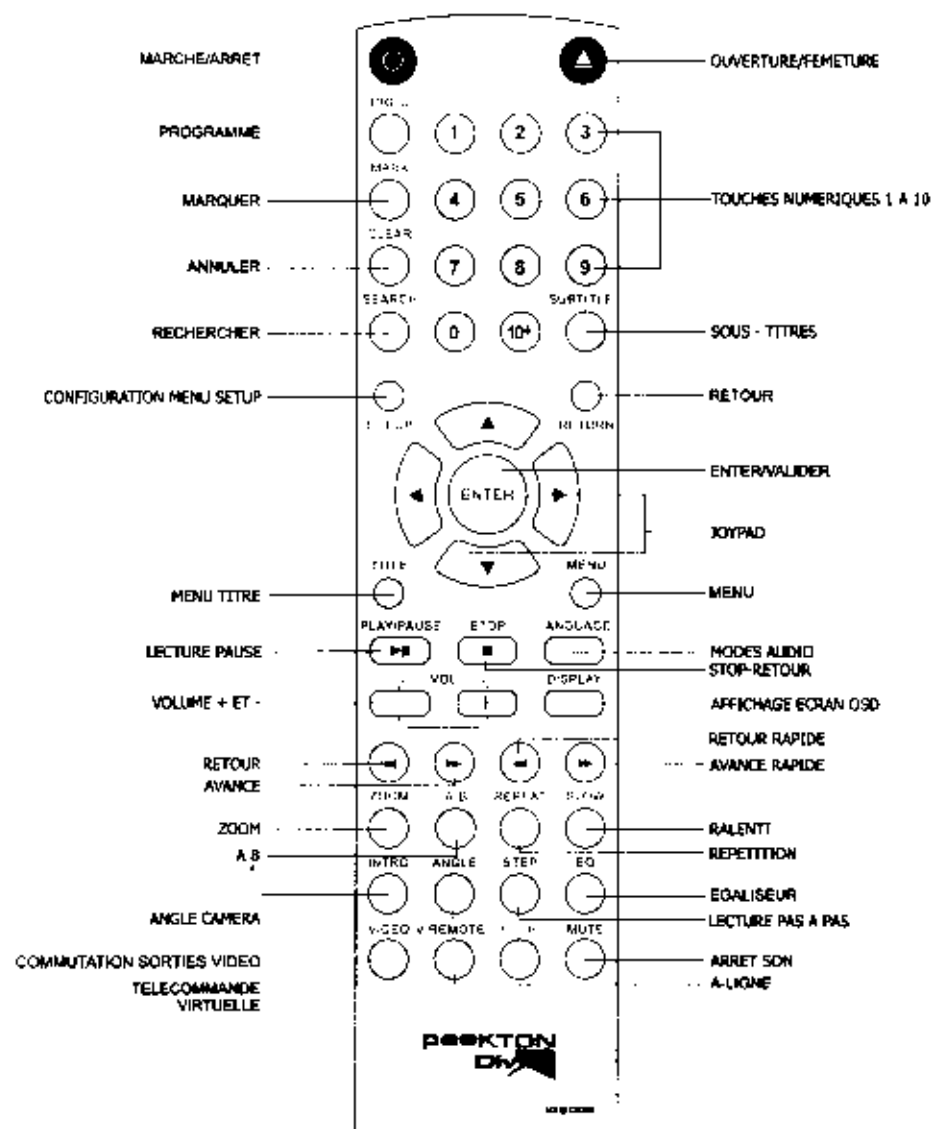 MARCHE/ARRET
OUVERTURE/FEMETURE
PROGRAMME
1 2 3
MARK
MARQUER
4 5 6
TOUCHES NUMERIQUES 1 A 10
CLEAR
ANNULER
7 8 9
SEARCH
SUBTITLE
RECHERCHER
0 10+
SOUS - TITRES
CONFIGURATION MENU SETUP
RETOUR
SETUP
RETURN
ENTER/VALIDER
ENTER
JOYPAD
TITLE
MENU
MENU TITRE
MENU
PLAY/PAUSE STOP ANGUAGE
LECTURE PAUSE
MODES AUDIO
STOP-RETOUR
VOL DISPLAY
VOLUME + ET -
AFFICHAGE ECRAN OSD
RETOUR RAPIDE
RETOUR
AVANCE RAPIDE
AVANCE
ZOOM A B REPEAT SLOW
ZOOM
RALENTI
A B
REPETITION
INTRO ANGLE STEP EQ
EGALISEUR
ANGLE CAMERA
LECTURE PAS A PAS
VIDEO V REMOTE MUTE
COMMUTATION SORTIES VIDEO
ARRET SON
TELECOMMANDE
A-LIGNE
VIRTUELLE
PEEKTON